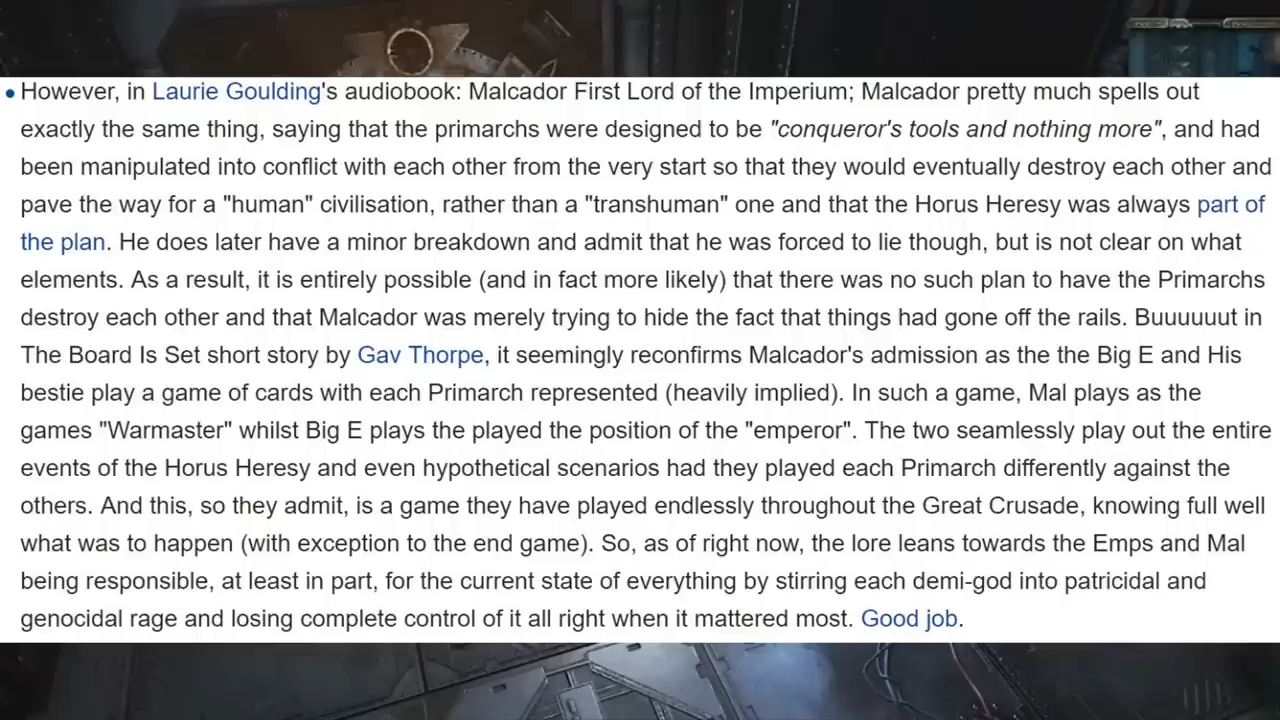 • However, in Laurie Goulding's audiobook: Malcador First Lord of the Imperium; Malcador pretty much spells out
exactly the same thing, saying that the primarchs were designed to be "conqueror's tools and nothing more", and had
been manipulated into conflict with each other from the very start so that they would eventually destroy each other and
pave the way for a "human" civilisation, rather than a "transhuman" one and that the Horus Heresy was always part of
the plan. He does later have a minor breakdown and admit that he was forced to lie though, but is not clear on what
elements. As a result, it is entirely possible (and in fact more likely) that there was no such plan to have the Primarchs
destroy each other and that Malcador was merely trying to hide the fact that things had gone off the rails. Buuuuuut in
The Board Is Set short story by Gav Thorpe, it seemingly reconfirms Malcador's admission as the the Big E and His
bestie play a game of cards with each Primarch represented (heavily implied). In such a game, Mal plays as the
games "Warmaster" whilst Big E plays the played the position of the "emperor". The two seamlessly play out the entire
events of the Horus Heresy and even hypothetical scenarios had they played each Primarch differently against the
others. And this, so they admit, is a game they have played endlessly throughout the Great Crusade, knowing full well
what was to happen (with exception to the end game). So, as of right now, the lore leans towards the Emps and Mal
being responsible, at least in part, for the current state of everything by stirring each demi-god into patricidal and
genocidal rage and losing complete control of it all right when it mattered most. Good job.